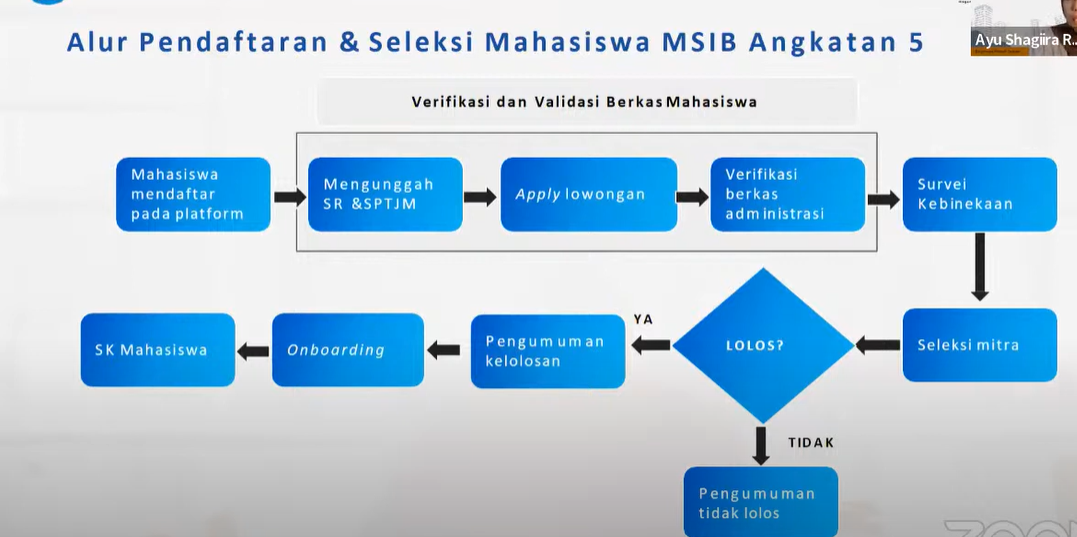 Alur Pendaftaran & Seleksi Mahasiswa MSIB Angkatan 5
Ayu Shagiira R...
Verifikasi dan Validasi Berkas Mahasiswa
Mahasiswa
mendaftar
pada platform
Mengunggah
SR &SPTJM
Apply lowongan
Verifikasi
berkas
administrasi
Survei
Kebinekaan
SK Mahasiswa
Onboarding
Pengumuman
kelolosan
YA
LOLOS?
Seleksi mitra
TIDAK
Pengumuman
tidak lolos